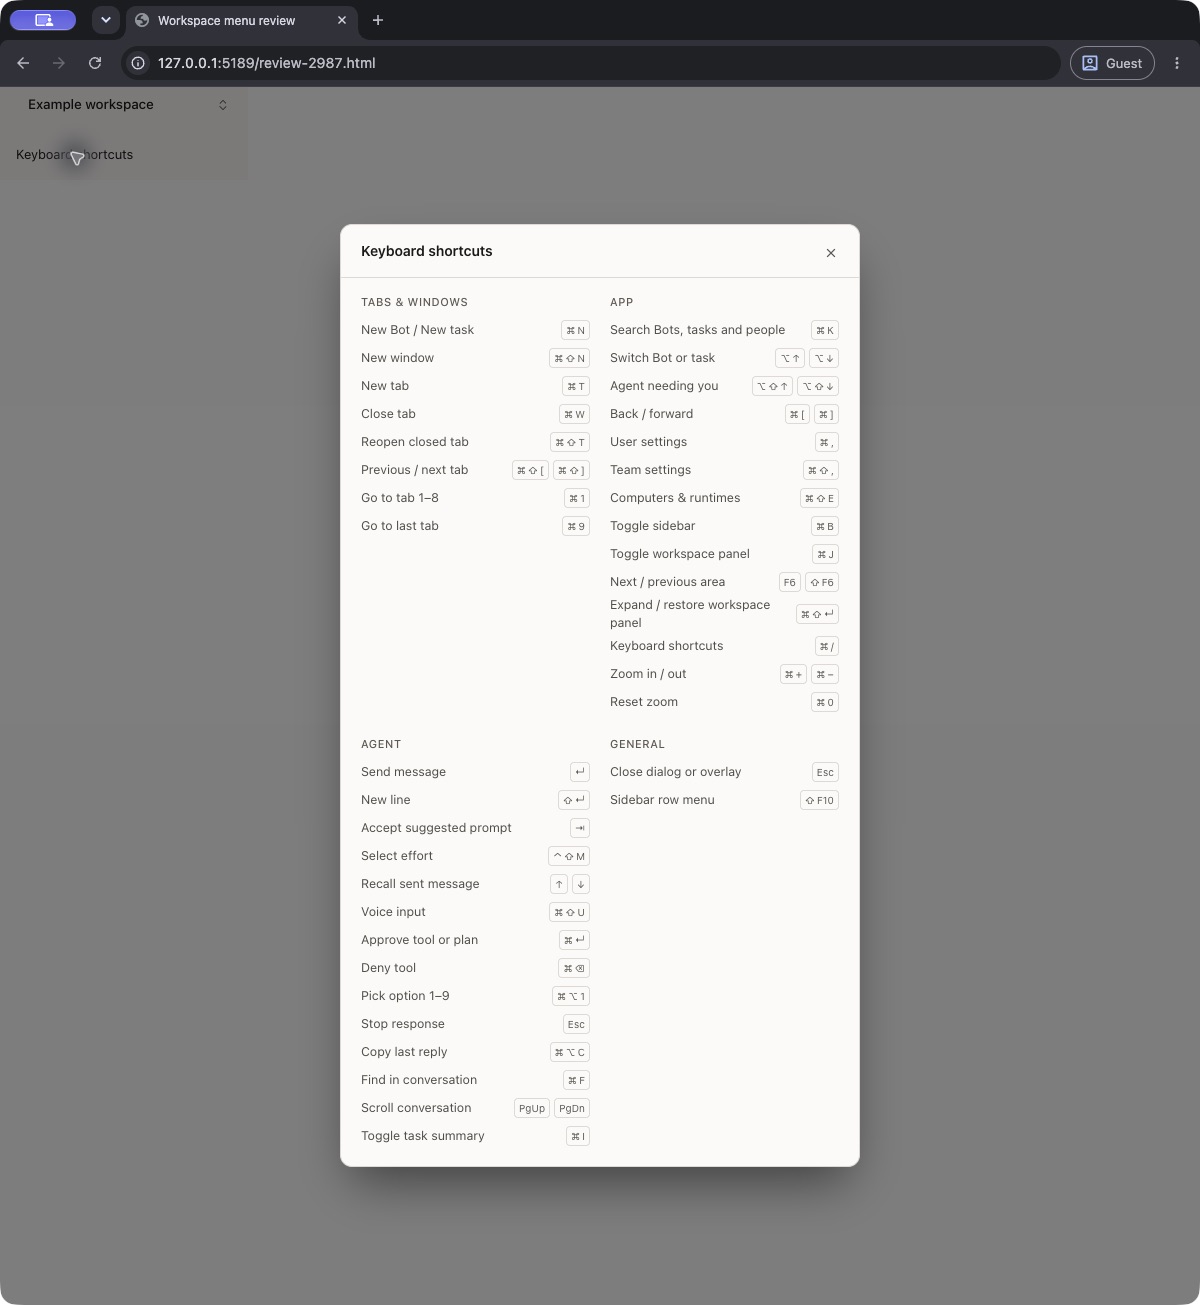 Workspace menu review
127.0.0.1:5189/review-2987.html
Guest
Example workspace
Keyboard shortcuts
Keyboard shortcuts
TABS & WINDOWS
New Bot / New task ⌘ N
New window ⌘ ⇧ N
New tab ⌘ T
Close tab ⌘ W
Reopen closed tab ⌘ ⇧ T
Previous / next tab ⌘ ⇧ [ ⌘ ⇧ ]
Go to tab 1–8 ⌘ 1
Go to last tab ⌘ 9
APP
Search Bots, tasks and people ⌘ K
Switch Bot or task ⌥ ↑ ⌥ ↓
Agent needing you ⌥ ⇧ ↑ ⌥ ⇧ ↓
Back / forward ⌘ [ ⌘ ]
User settings ⌘ ,
Team settings ⌘ ⇧ ,
Computers & runtimes ⌘ ⇧ E
Toggle sidebar ⌘ B
Toggle workspace panel ⌘ J
Next / previous area F6 ⇧ F6
Expand / restore workspace
panel ⌘ ⇧ ↵
Keyboard shortcuts ⌘ /
Zoom in / out ⌘ + ⌘ −
Reset zoom ⌘ 0
AGENT
Send message ↵
New line ⇧ ↵
Accept suggested prompt ⇥
Select effort ⌃ ⇧ M
Recall sent message ↑ ↓
Voice input ⌘ ⇧ U
Approve tool or plan ⌘ ↵
Deny tool ⌘ ⌫
Pick option 1–9 ⌘ ⌥ 1
Stop response Esc
Copy last reply ⌘ ⌥ C
Find in conversation ⌘ F
Scroll conversation PgUp PgDn
Toggle task summary ⌘ I
GENERAL
Close dialog or overlay Esc
Sidebar row menu ⇧ F10